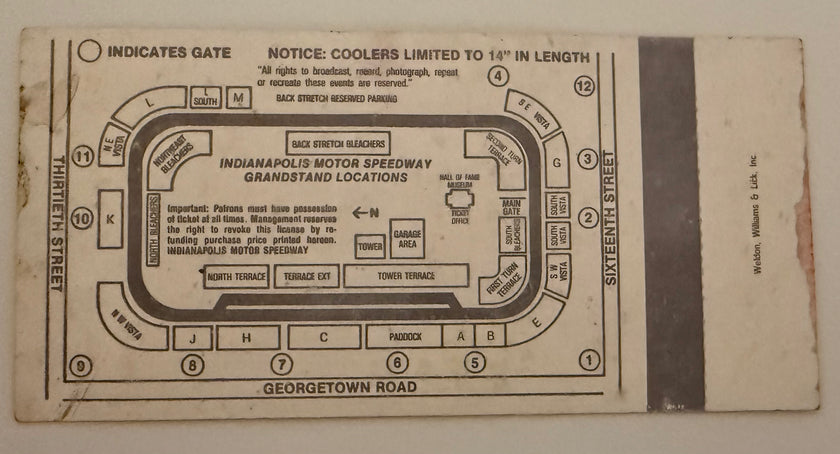 INDICATES GATE
NOTICE: COOLERS LIMITED TO 14" IN LENGTH
"All rights to broadcast, record, photograph, repeat
or recreate these events are reserved."
BACK STRETCH RESERVED PARKING
4
12
L
L
SOUTH
M
S E VISTA
N E
VISTA
11
NORTHEAST
BLEACHERS
BACK STRETCH BLEACHERS
SECOND TURN
TERRACE
G
3
INDIANAPOLIS MOTOR SPEEDWAY
GRANDSTAND LOCATIONS
HALL OF FAME
MUSEUM
TICKET
OFFICE
THIRTIETH STREET
10
K
NORTH BLEACHERS
Important: Patrons must have possession
of ticket at all times. Management reserves
the right to revoke this license by re-
funding purchase price printed hereon.
INDIANAPOLIS MOTOR SPEEDWAY
←N
TOWER
GARAGE
AREA
MAIN
GATE
SOUTH
BLEACHERS
SOUTH
VISTA
2
SOUTH
VISTA
S W
VISTA
SIXTEENTH STREET
NORTH TERRACE
TERRACE EXT
TOWER TERRACE
FIRST TURN
TERRACE
N W VISTA
J
H
C
PADDOCK
A
B
E
9
8
7
6
5
1
GEORGETOWN ROAD
Weldon, Williams & Lick, Inc.